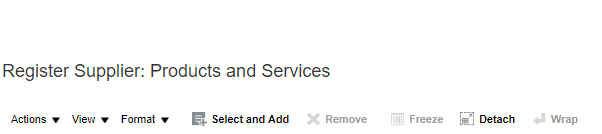 Register Supplier: Products and Services
Actions View Format Select and Add Remove Freeze Detach Wrap